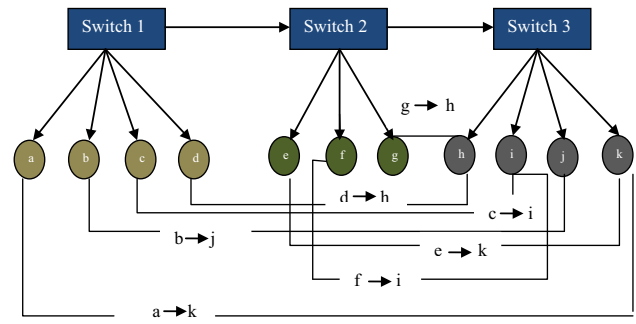 Switch 1 Switch 2 Switch 3
g → h
a b c d e f g h i j k
d → h
c → i
b → j
e → k
f → i
a → k